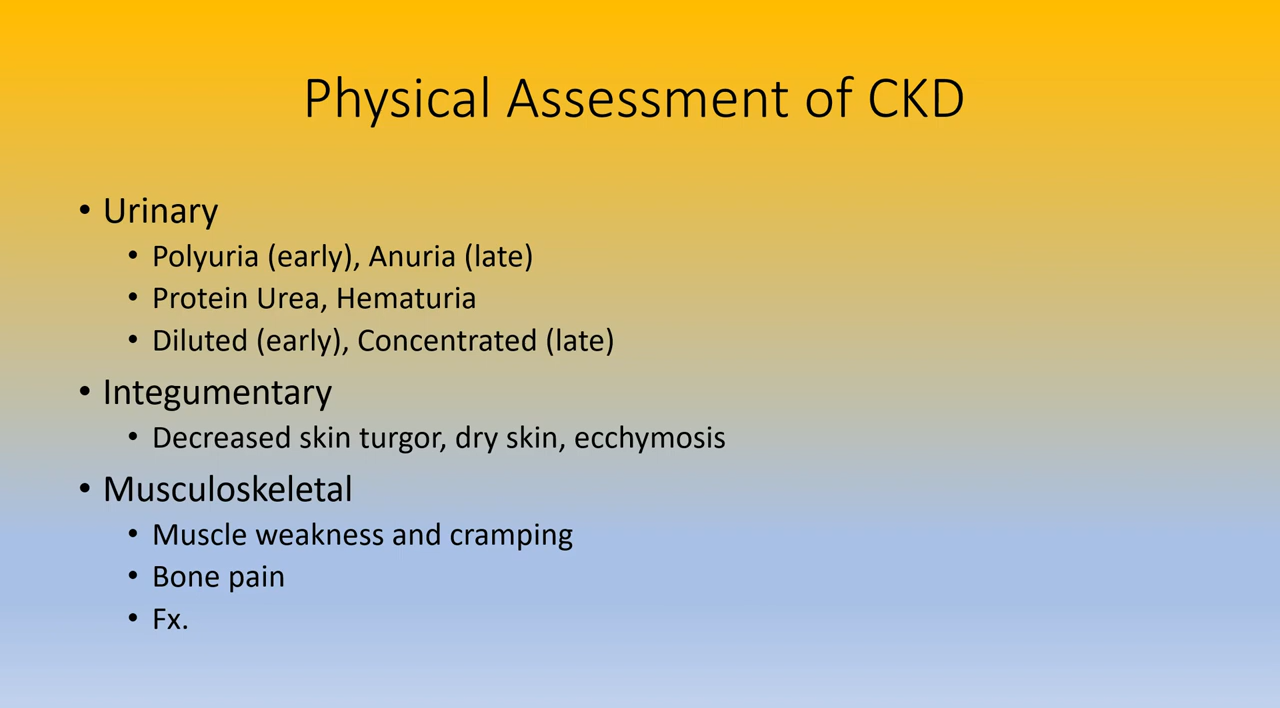 Physical Assessment of CKD
• Urinary
• Polyuria (early), Anuria (late)
• Protein Urea, Hematuria
• Diluted (early), Concentrated (late)
• Integumentary
• Decreased skin turgor, dry skin, ecchymosis
• Musculoskeletal
• Muscle weakness and cramping
• Bone pain
• Fx.